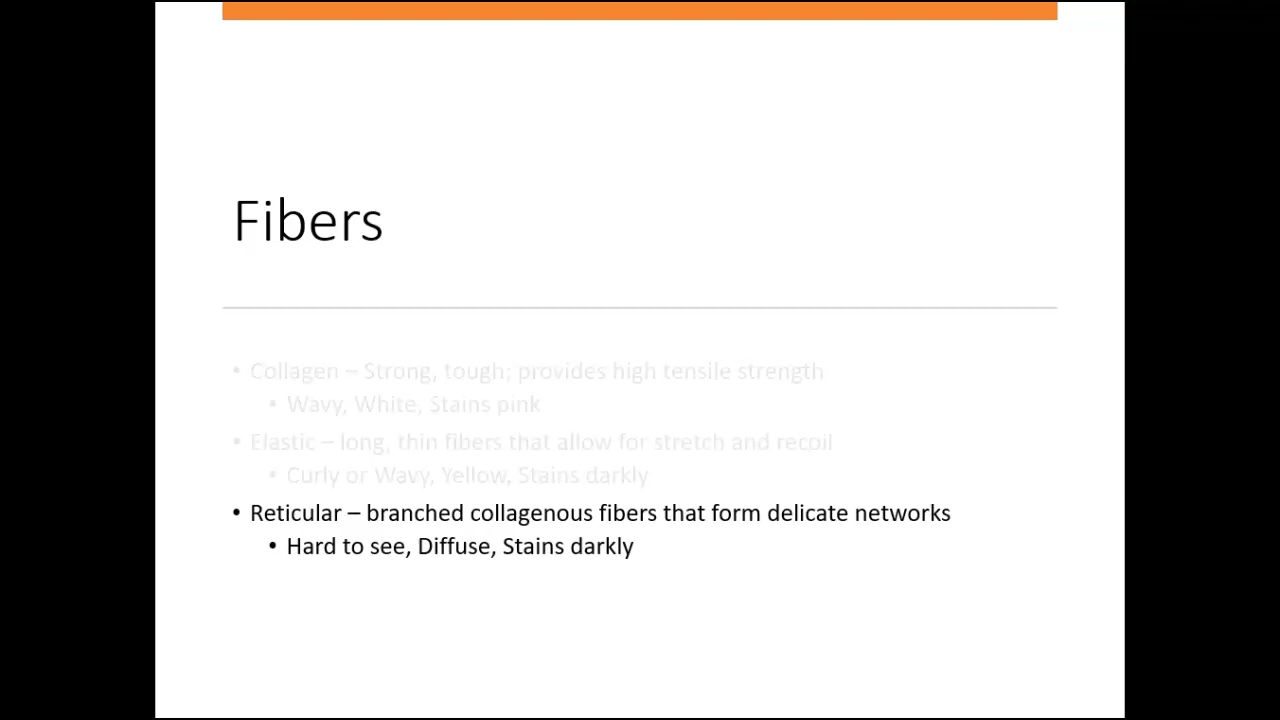 Fibers
• Collagen – Strong, tough; provides high tensile strength
• Wavy, White, Stains pink
• Elastic – long, thin fibers that allow for stretch and recoil
• Curly or Wavy, Yellow, Stains darkly
• Reticular – branched collagenous fibers that form delicate networks
• Hard to see, Diffuse, Stains darkly